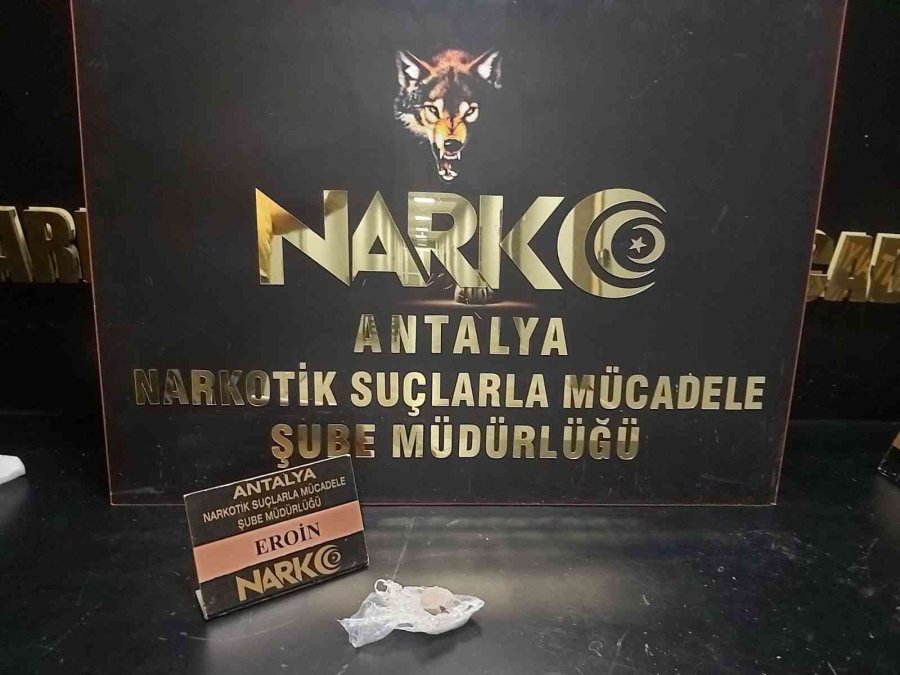 NARKO
ANTALYA
NARKOTİK SUÇLARLA MÜCADELE
ŞUBE MÜDÜRLÜĞÜ
ANTALYA
NARKOTİK SUÇLARLA MÜCADELE
ŞUBE MÜDÜRLÜĞÜ
EROİN
NARKO